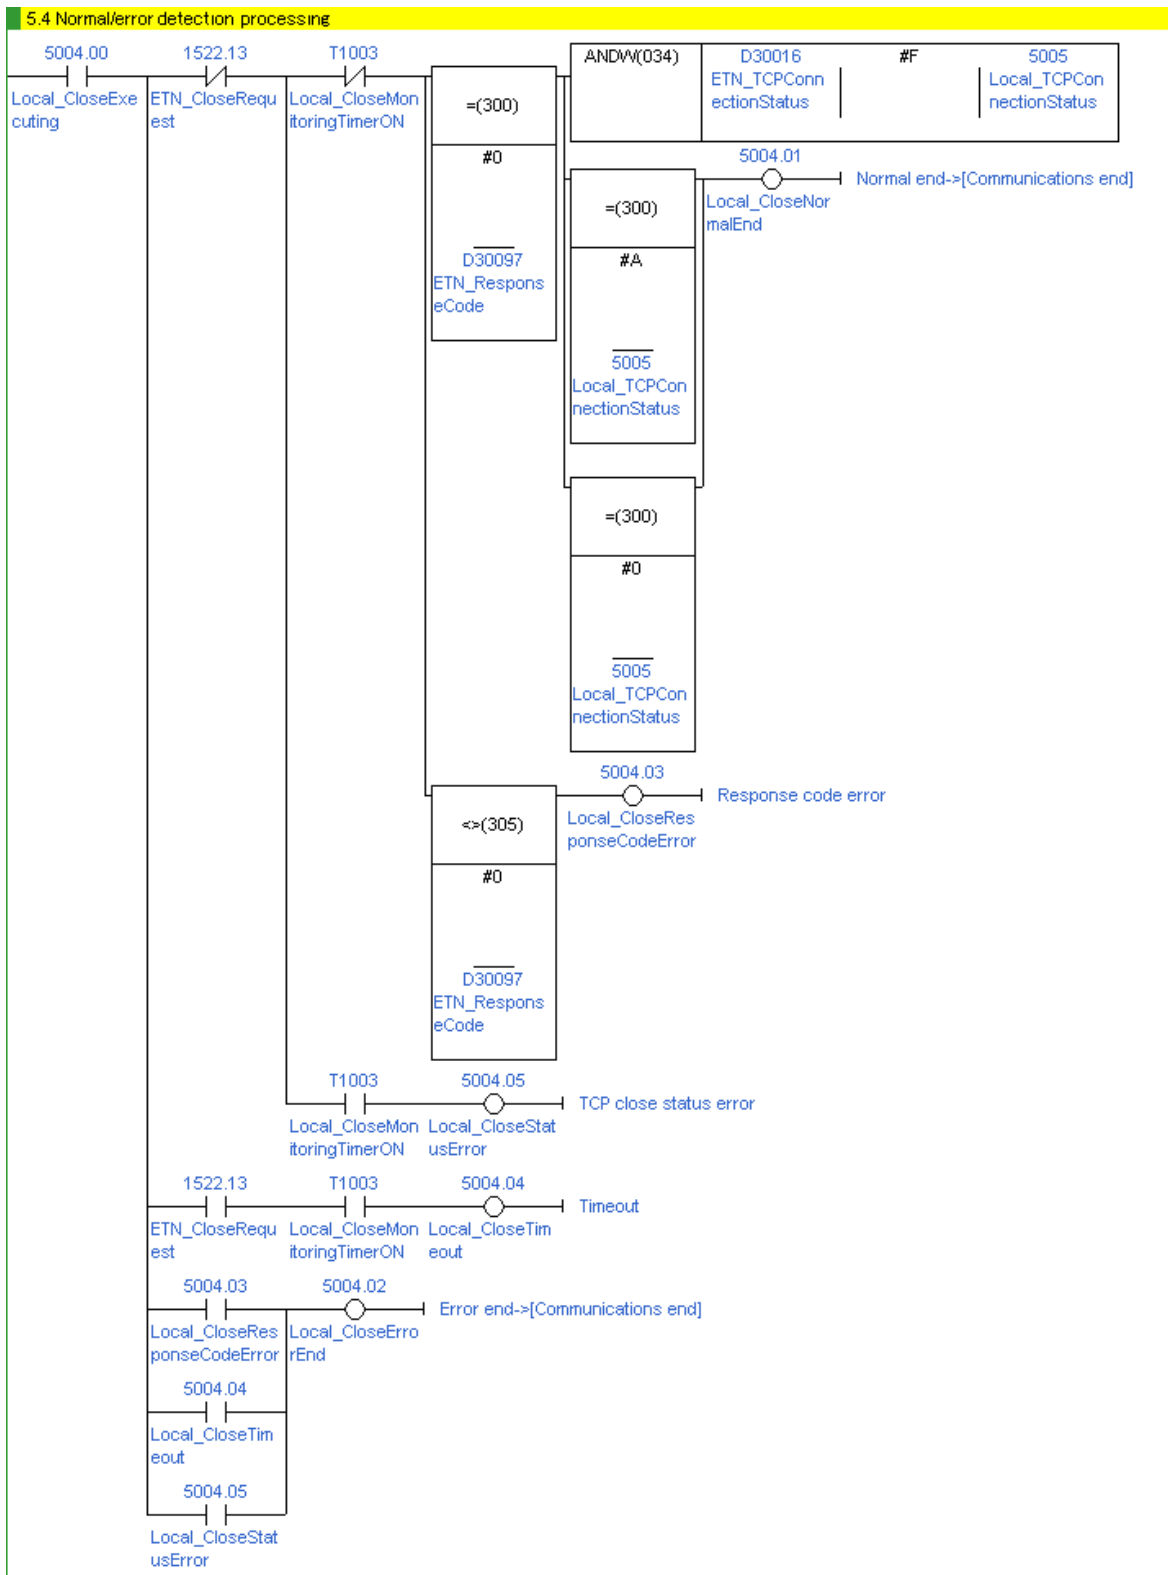 5.4 Normal/error detection processing
5004.00 1522.13 T1003 ANDW(034) D30016 #F 5005
Local_CloseExe ETN_CloseRequ Local_CloseMon =(300) ETN_TCPConn Local_TCPCon
cuting est itoringTimerON ectionStatus nectionStatus
#0 5004.01
Normal end->[Communications end]
=(300) Local_CloseNor
malEnd
D30097 #A
ETN_Respons
eCode
5005
Local_TCPCon
nectionStatus
=(300)
#0
5005
Local_TCPCon
nectionStatus
5004.03
Response code error
<>(305) Local_CloseRes
ponseCodeError
#0
D30097
ETN_Respons
eCode
T1003 5004.05
TCP close status error
Local_CloseMon Local_CloseStat
itoringTimerON usError
1522.13 T1003 5004.04
Timeout
ETN_CloseRequ Local_CloseMon Local_CloseTim
est itoringTimerON eout
5004.03 5004.02
Error end->[Communications end]
Local_CloseRes Local_CloseErro
ponseCodeError rEnd
5004.04
Local_CloseTim
eout
5004.05
Local_CloseStat
usError